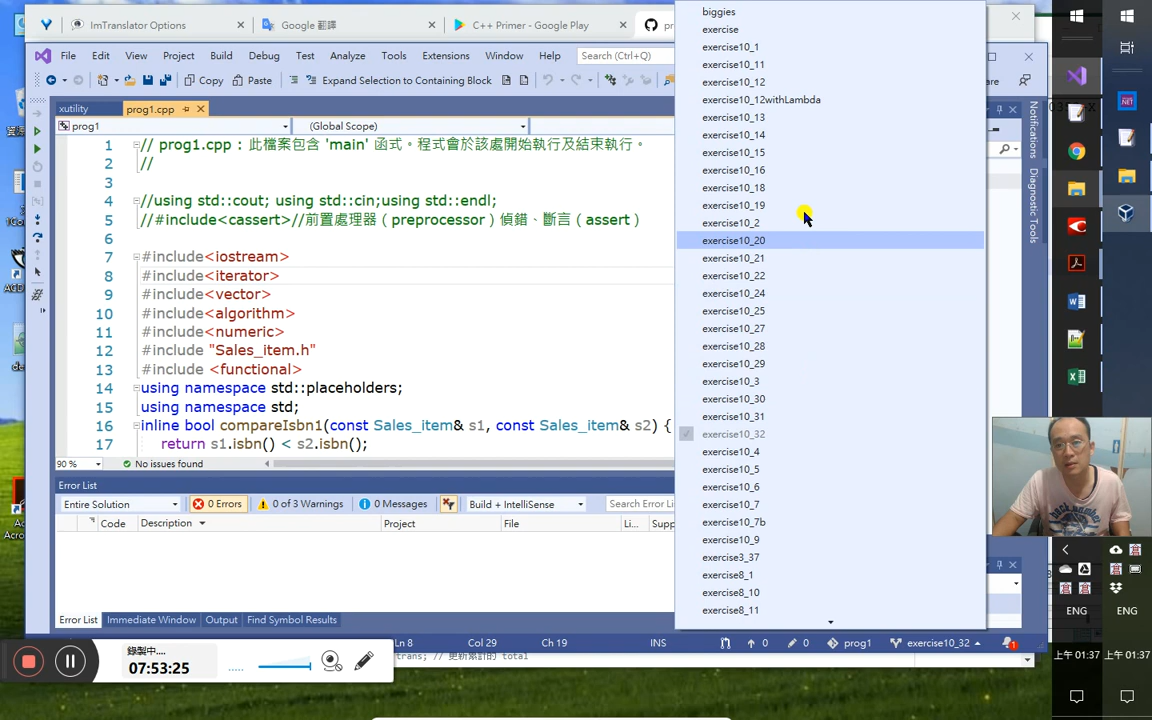 ImTranslator Options
Google 翻譯
C++ Primer - Google Play
pr
File Edit View Project Build Debug Test Analyze Tools Extensions Window Help Search (Ctrl+Q)
Copy Paste Expand Selection to Containing Block
xutility
prog1.cpp
prog1 (Global Scope)
1 // prog1.cpp : 此檔案包含 'main' 函式。程式會於該處開始執行及結束執行。
2 //
3
4 //using std::cout; using std::cin;using std::endl;
5 //#include<cassert>//前置處理器（preprocessor）偵錯、斷言（assert）
6
7 #include<iostream>
8 #include<iterator>
9 #include<vector>
10 #include<algorithm>
11 #include<numeric>
12 #include "Sales_item.h"
13 #include <functional>
14 using namespace std::placeholders;
15 using namespace std;
16 inline bool compareIsbn1(const Sales_item& s1, const Sales_item& s2) {
17 return s1.isbn() < s2.isbn();
90 % No issues found
Error List
Entire Solution 0 Errors 0 of 3 Warnings 0 Messages Build + IntelliSense Search Error Li
Code Description Project File Li... Supp
Error List Immediate Window Output Find Symbol Results
Ln 8 Col 29 Ch 19 INS 0 0 prog1 exercise10_32 1
biggies
exercise
exercise10_1
exercise10_11
exercise10_12
exercise10_12withLambda
exercise10_13
exercise10_14
exercise10_15
exercise10_16
exercise10_18
exercise10_19
exercise10_2
exercise10_20
exercise10_21
exercise10_22
exercise10_24
exercise10_25
exercise10_27
exercise10_28
exercise10_29
exercise10_3
exercise10_30
exercise10_31
exercise10_32
exercise10_4
exercise10_5
exercise10_6
exercise10_7
exercise10_7b
exercise10_9
exercise3_37
exercise8_1
exercise8_10
exercise8_11
are
Notifications
Diagnostic Tools
錄製中....
07:53:25
trans; // 更新累計的 total
ENG
ENG
上午 01:37
上午 01:37